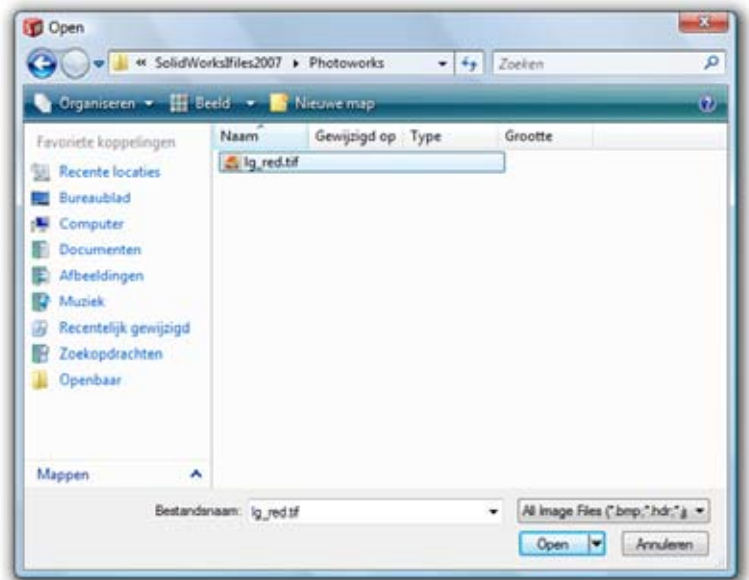 Open
« SolidWorksIfiles2007 ▸ Photoworks
Zoeken
Organiseren
Beeld
Nieuwe map
Favoriete koppelingen
Recente locaties
Bureaublad
Computer
Documenten
Afbeeldingen
Muziek
Recentelijk gewijzigd
Zoekopdrachten
Openbaar
Mappen
Naam Gewijzigd op Type Grootte
lg_red.tif
Bestandsnaam: lg_red.tif
All Image Files (*.bmp;*.hdr;*.j
Open
Annuleren